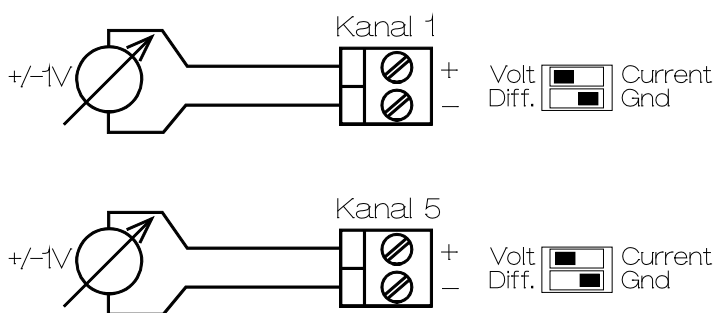 Kanal 1
+/-1V
+
Volt Current
-
Diff. Gnd
Kanal 5
+/-1V
+
Volt Current
-
Diff. Gnd